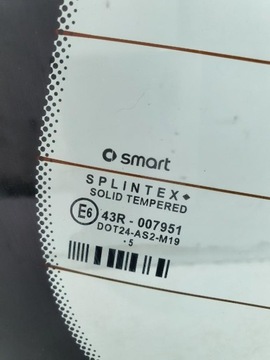 smart
SPLINTEX
SOLID TEMPERED
E6 43R - 007951
DOT24-AS2-M19
. 5